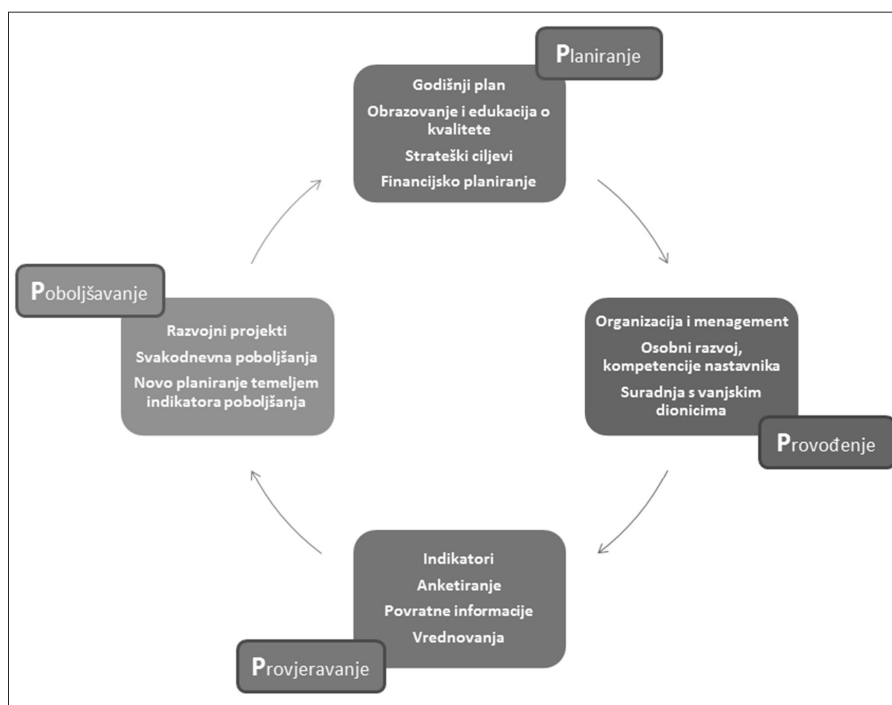 Planiranje
Godišnji plan
Obrazovanje i edukacija o
kvalitete
Strateški ciljevi
Financijsko planiranje
Provođenje
Organizacija i menagement
Osobni razvoj,
kompetencije nastavnika
Suradnja s vanjskim
dionicima
Provjeravanje
Indikatori
Anketiranje
Povratne informacije
Vrednovanja
Poboljšavanje
Razvojni projekti
Svakodnevna poboljšanja
Novo planiranje temeljem
indikatora poboljšanja